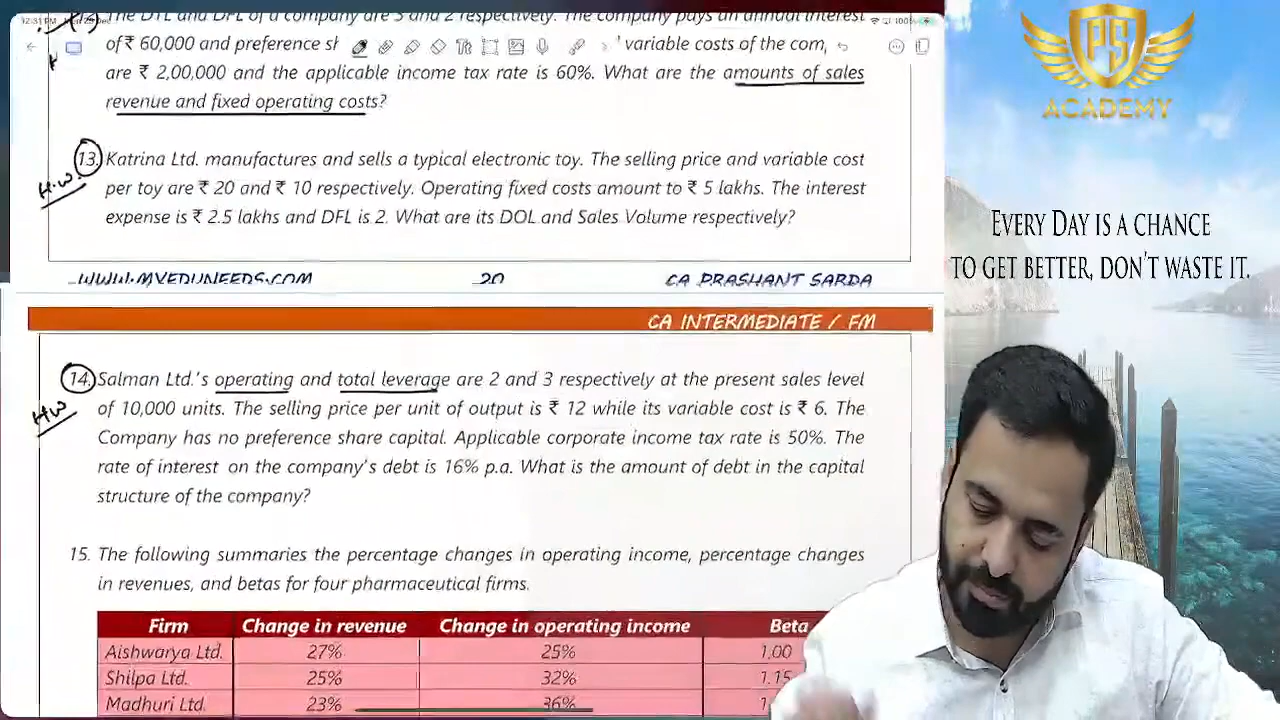 12:31 PM Mon 25 Dec
100%
The DTL and DFL of a company are 3 and 2 respectively. The company pays an annual interest
of ₹ 60,000 and preference sh variable costs of the com,
are ₹ 2,00,000 and the applicable income tax rate is 60%. What are the amounts of sales
revenue and fixed operating costs?
13. Katrina Ltd. manufactures and sells a typical electronic toy. The selling price and variable cost
H.W. per toy are ₹ 20 and ₹ 10 respectively. Operating fixed costs amount to ₹ 5 lakhs. The interest
expense is ₹ 2.5 lakhs and DFL is 2. What are its DOL and Sales Volume respectively?
WWW.MYEDUNEEDS.COM 20 CA PRASHANT SARDA
CA INTERMEDIATE / FM
14. Salman Ltd.'s operating and total leverage are 2 and 3 respectively at the present sales level
HW of 10,000 units. The selling price per unit of output is ₹ 12 while its variable cost is ₹ 6. The
Company has no preference share capital. Applicable corporate income tax rate is 50%. The
rate of interest on the company's debt is 16% p.a. What is the amount of debt in the capital
structure of the company?
15. The following summaries the percentage changes in operating income, percentage changes
in revenues, and betas for four pharmaceutical firms.
Firm Change in revenue Change in operating income Beta
Aishwarya Ltd. 27% 25% 1.00
Shilpa Ltd. 25% 32% 1.15
Madhuri Ltd. 23% 36% 1
PS
ACADEMY
EVERY DAY IS A CHANCE
TO GET BETTER, DON'T WASTE IT.